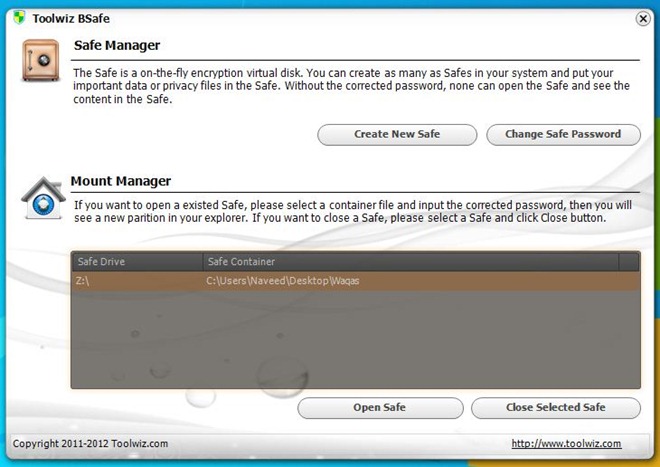 Toolwiz BSafe
Safe Manager
The Safe is a on-the-fly encryption virtual disk. You can create as many as Safes in your system and put your
important data or privacy files in the Safe. Without the corrected password, none can open the Safe and see the
content in the Safe.
Create New Safe
Change Safe Password
Mount Manager
If you want to open a existed Safe, please select a container file and input the corrected password, then you will
see a new parition in your explorer. If you want to close a Safe, please select a Safe and click Close button.
Safe Drive Safe Container
Z:\ C:\Users\Naveed\Desktop\Waqas
Open Safe
Close Selected Safe
Copyright 2011-2012 Toolwiz.com
http://www.toolwiz.com